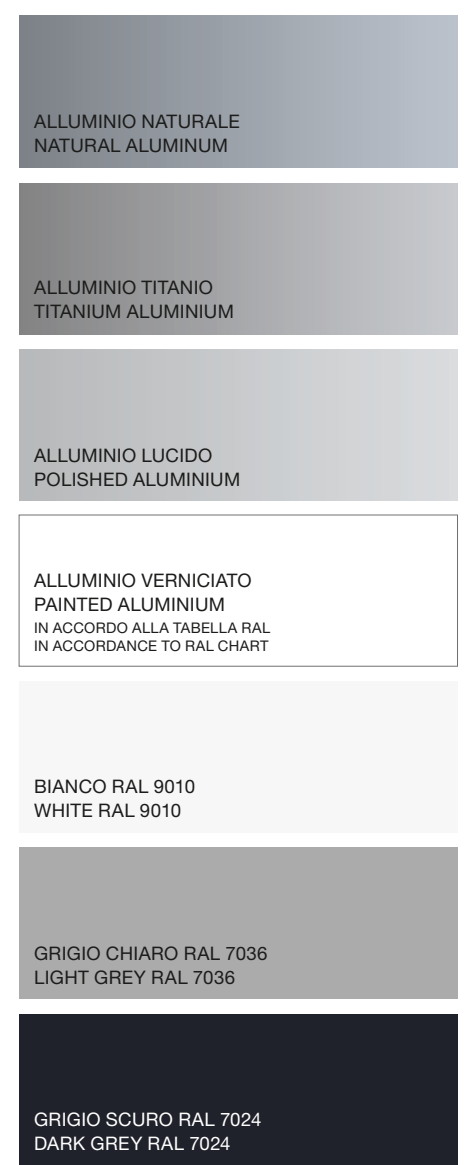 ALLUMINIO NATURALE
NATURAL ALUMINUM
ALLUMINIO TITANIO
TITANIUM ALUMINIUM
ALLUMINIO LUCIDO
POLISHED ALUMINIUM
ALLUMINIO VERNICIATO
PAINTED ALUMINIUM
IN ACCORDO ALLA TABELLA RAL
IN ACCORDANCE TO RAL CHART
BIANCO RAL 9010
WHITE RAL 9010
GRIGIO CHIARO RAL 7036
LIGHT GREY RAL 7036
GRIGIO SCURO RAL 7024
DARK GREY RAL 7024